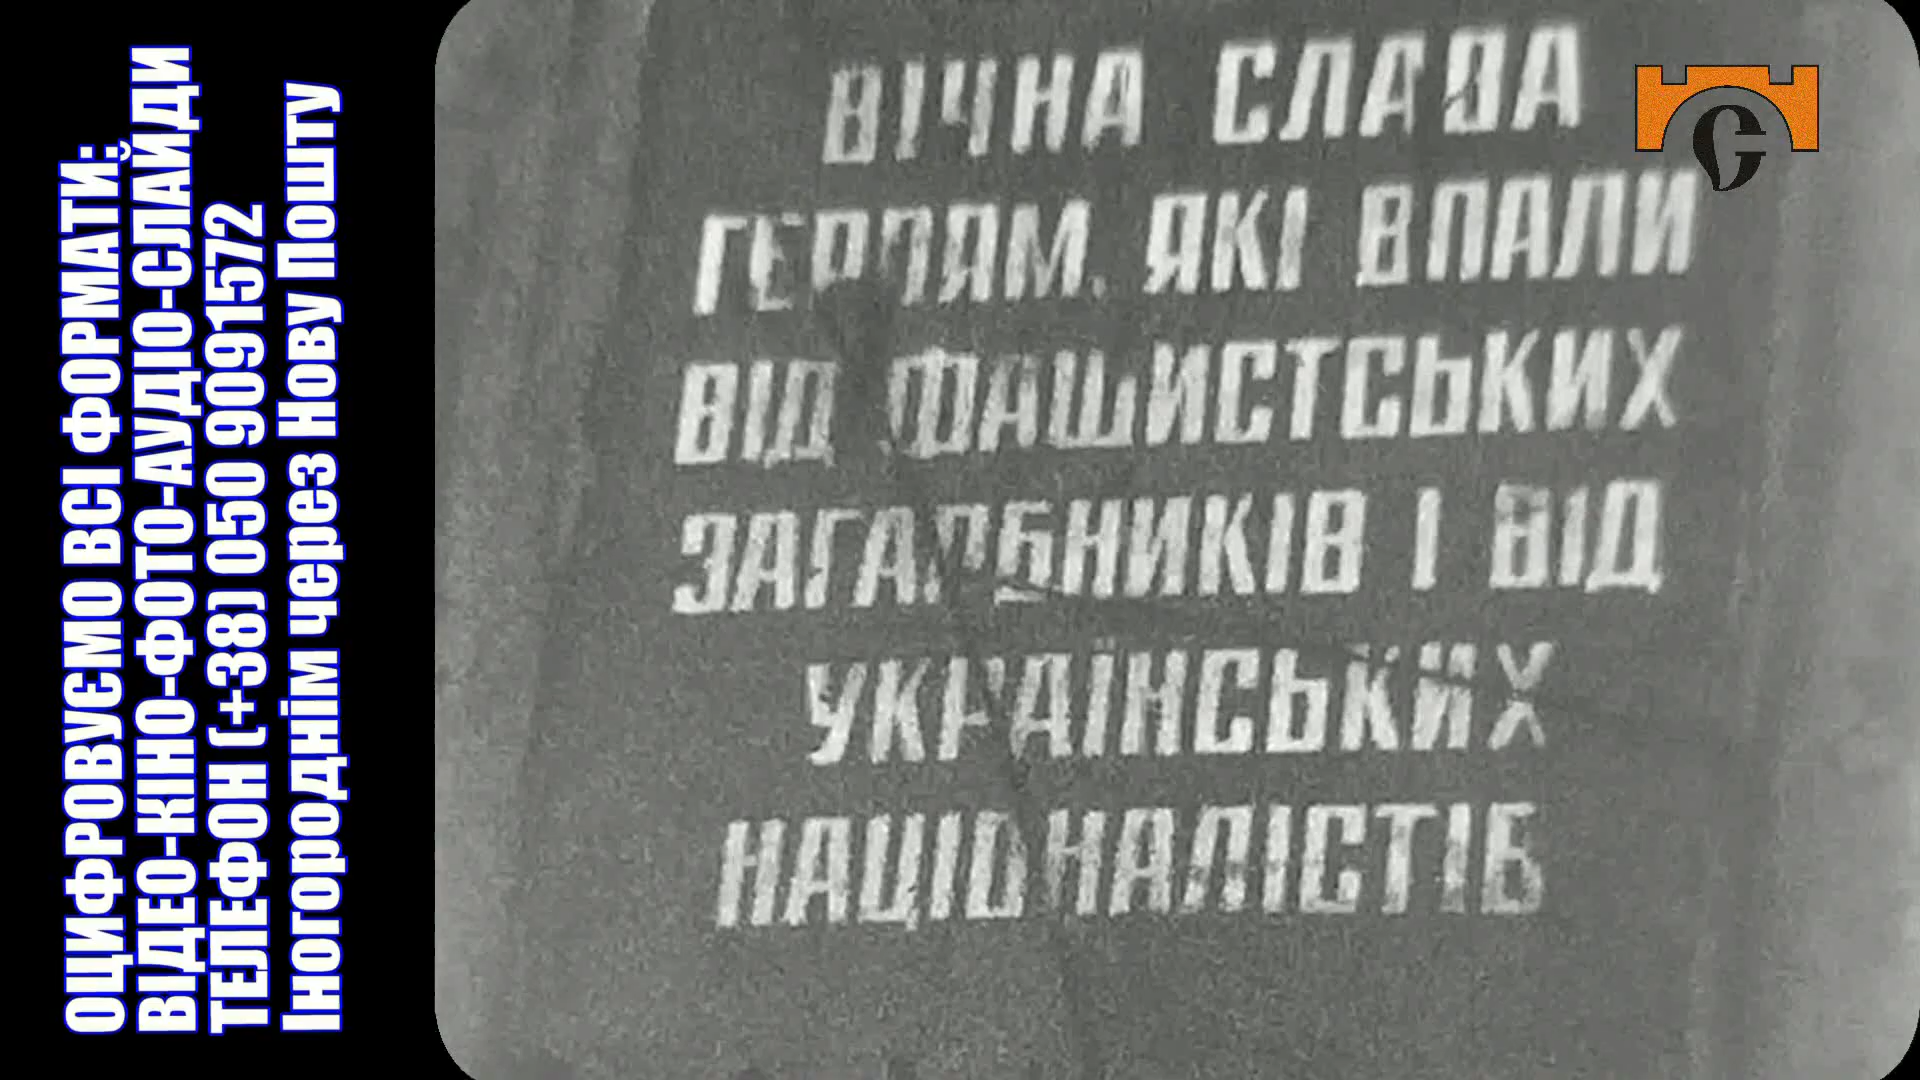 ОЦИФРОВУЄМО ВСІ ФОРМАТИ:
ВІДЕО-КІНО-ФОТО-АУДІО-СЛАЙДИ
ТЕЛЕФОН (+38) 050 9091572
Іногороднім через Нову Пошту
ВІЧНА СЛАВА
ГЕРОЯМ, ЯКІ ВПАЛИ
ВІД ФАШИСТСЬКИХ
ЗАГАРБНИКІВ І ВІД
УКРАЇНСЬКИХ
НАЦІОНАЛІСТІВ